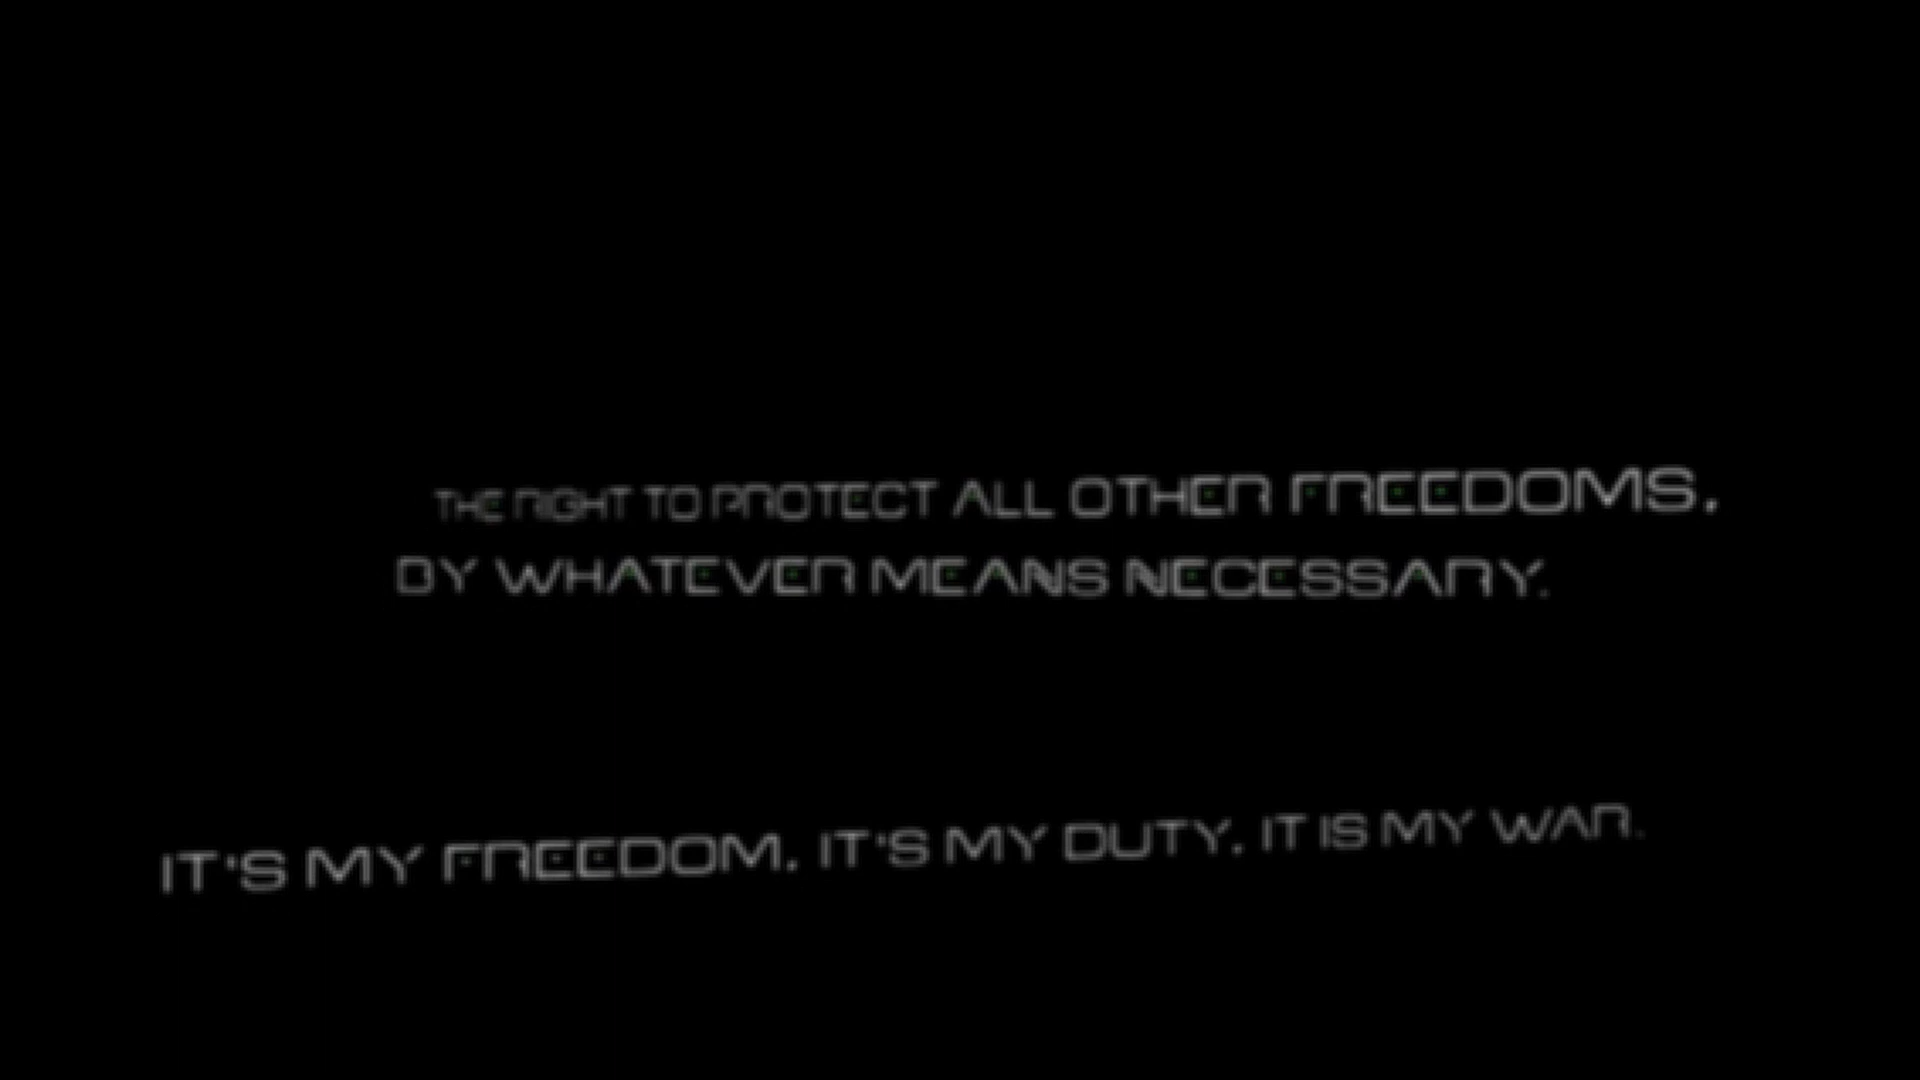 THE RIGHT TO PROTECT ALL OTHER FREEDOMS.
BY WHATEVER MEANS NECESSARY.
IT'S MY FREEDOM. IT'S MY DUTY. IT IS MY WAR.